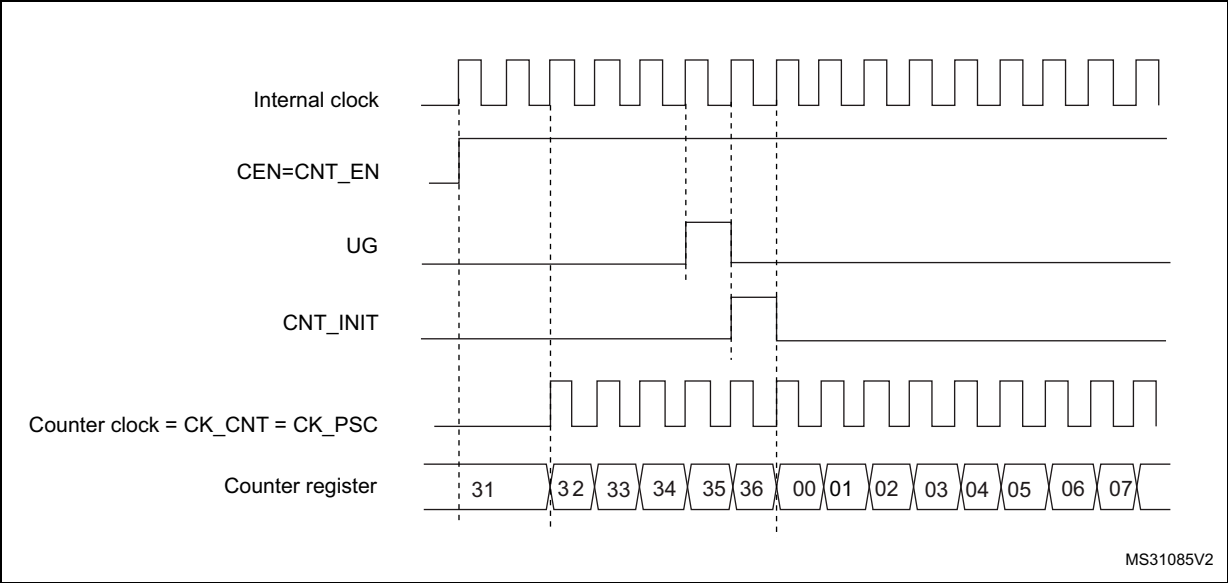 Internal clock
CEN=CNT_EN
UG
CNT_INIT
Counter clock = CK_CNT = CK_PSC
Counter register 31 32 33 34 35 36 00 01 02 03 04 05 06 07
MS31085V2